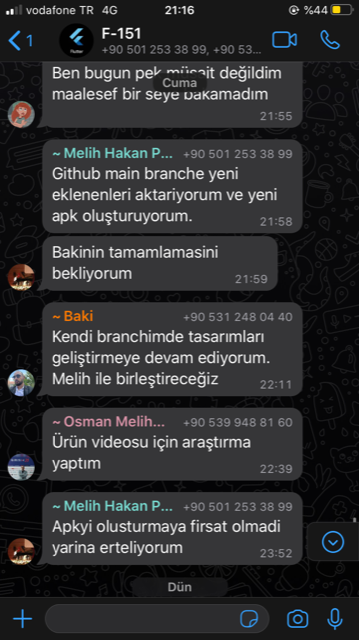 vodafone TR 4G 21:16 %44
1 F-151
+90 501 253 38 99, +90 53...
Ben bugun pek müsait değildim
Cuma
maalesef bir seye bakamadım
21:55
~ Melih Hakan P... +90 501 253 38 99
Github main branche yeni
eklenenleri aktarıyorum ve yeni
apk oluşturuyorum.
21:58
Bakinin tamamlamasini
bekliyorum
21:59
~ Baki +90 531 248 04 40
Kendi branchimde tasarımları
geliştirmeye devam ediyorum.
Melih ile birleştireceğiz
22:11
~ Osman Melih... +90 539 948 81 60
Ürün videosu için araştırma
yaptım
22:39
~ Melih Hakan P... +90 501 253 38 99
Apkyi olusturmaya firsat olmadi
yarina erteliyorum
23:52
Dün